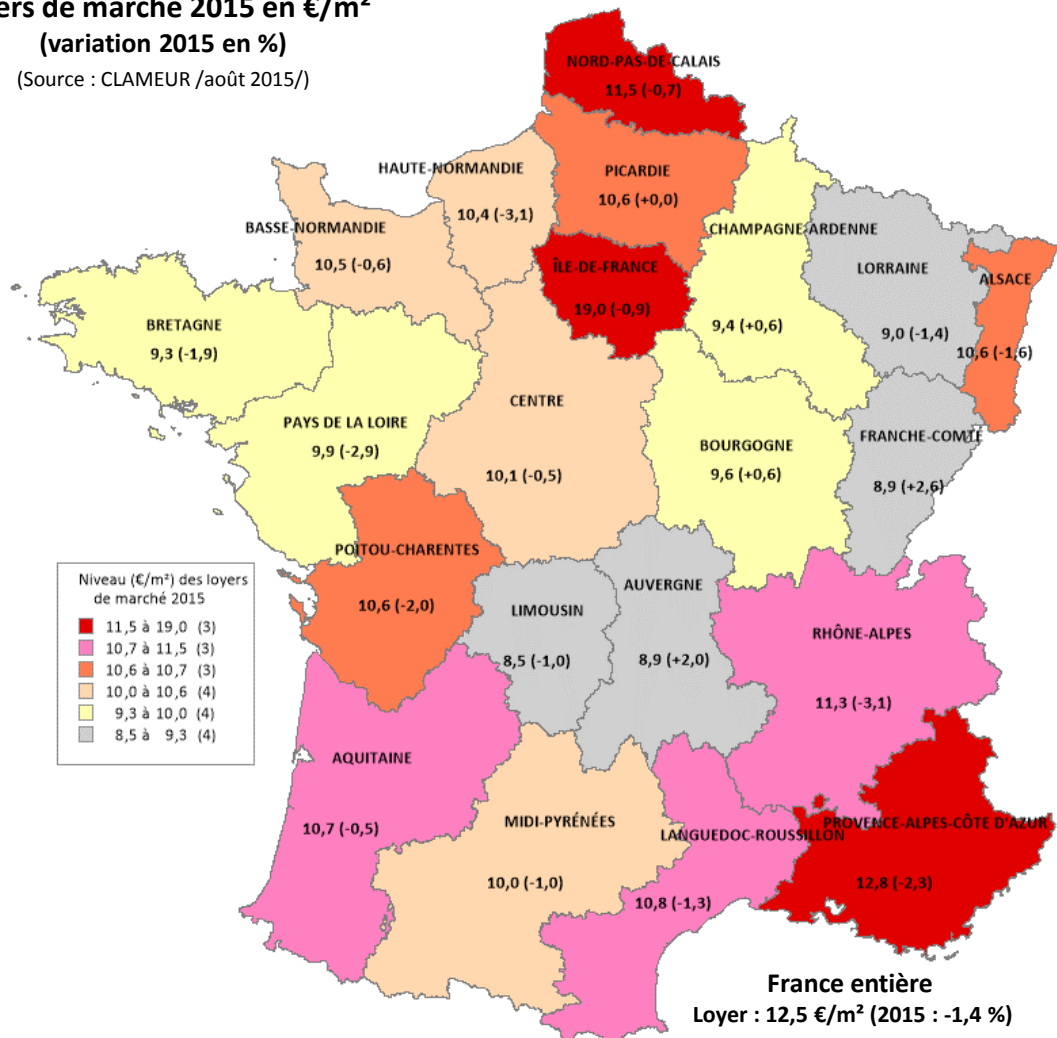 ers de marché 2015 en €/m²
(variation 2015 en %)
(Source : CLAMEUR /août 2015/)
NORD-PAS-DE-CALAIS
11,5 (-0,7)
HAUTE-NORMANDIE
10,4 (-3,1)
PICARDIE
10,6 (+0,0)
BASSE-NORMANDIE
10,5 (-0,6)
CHAMPAGNE-ARDENNE
9,4 (+0,6)
ÎLE-DE-FRANCE
19,0 (-0,9)
LORRAINE
9,0 (-1,4)
ALSACE
10,6 (-1,6)
BRETAGNE
9,3 (-1,9)
PAYS DE LA LOIRE
9,9 (-2,9)
CENTRE
10,1 (-0,5)
BOURGOGNE
9,6 (+0,6)
FRANCHE-COMTÉ
8,9 (+2,6)
POITOU-CHARENTES
10,6 (-2,0)
LIMOUSIN
8,5 (-1,0)
AUVERGNE
8,9 (+2,0)
RHÔNE-ALPES
11,3 (-3,1)
Niveau (€/m²) des loyers
de marché 2015
11,5 à 19,0 (3)
10,7 à 11,5 (3)
10,6 à 10,7 (3)
10,0 à 10,6 (4)
9,3 à 10,0 (4)
8,5 à 9,3 (4)
AQUITAINE
10,7 (-0,5)
MIDI-PYRÉNÉES
10,0 (-1,0)
LANGUEDOC-ROUSSILLON
10,8 (-1,3)
PROVENCE-ALPES-CÔTE D'AZUR
12,8 (-2,3)
France entière
Loyer : 12,5 €/m² (2015 : -1,4 %)